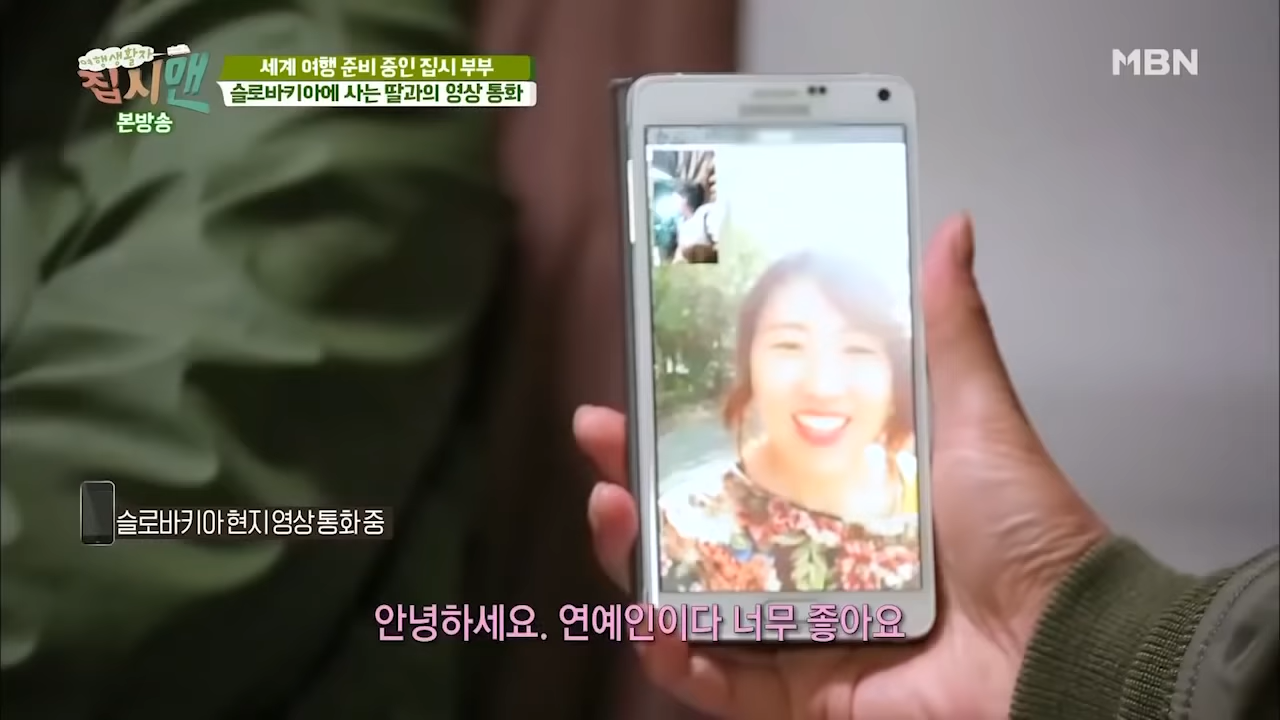 여행생활자
집시맨
본방송
세계 여행 준비 중인 집시 부부
슬로바키아에 사는 딸과의 영상 통화
MBN
슬로바키아 현지 영상 통화 중
안녕하세요. 연예인이다 너무 좋아요